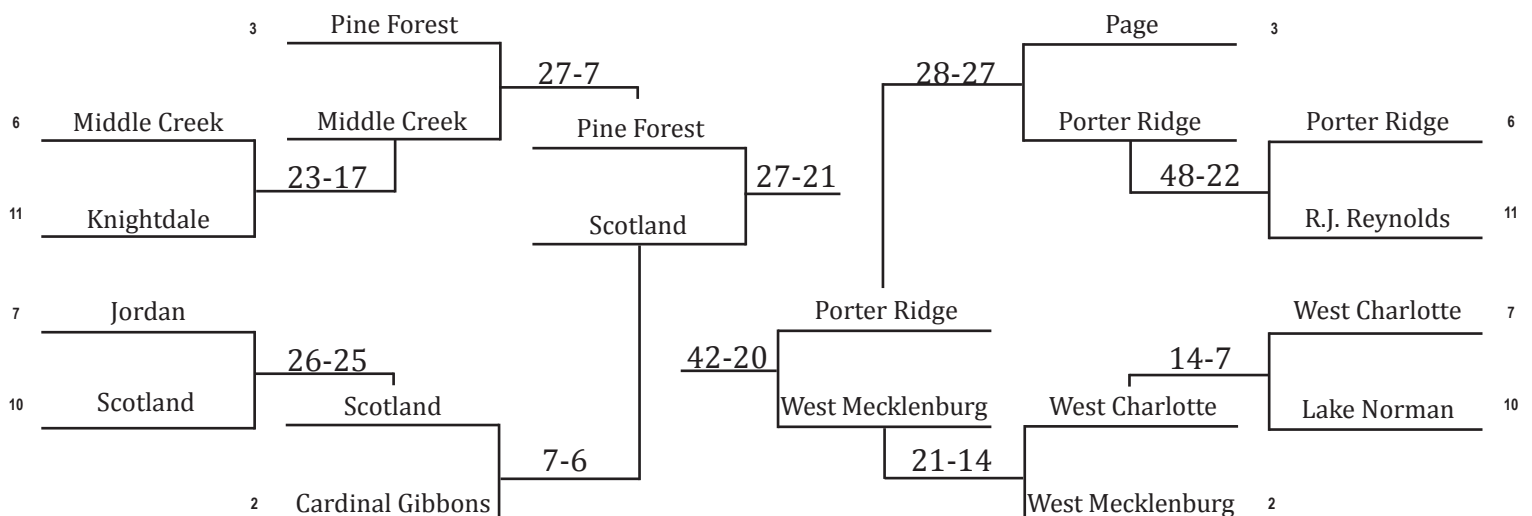 3 Pine Forest
27-7
6 Middle Creek
Middle Creek
23-17
11 Knightdale
Pine Forest
27-21
Scotland
7 Jordan
26-25
10 Scotland
Scotland
7-6
2 Cardinal Gibbons
Page 3
28-27
Porter Ridge
Porter Ridge 6
48-22
R.J. Reynolds 11
Porter Ridge
42-20
West Mecklenburg
West Charlotte 7
14-7
West Charlotte
Lake Norman 10
21-14
West Mecklenburg 2